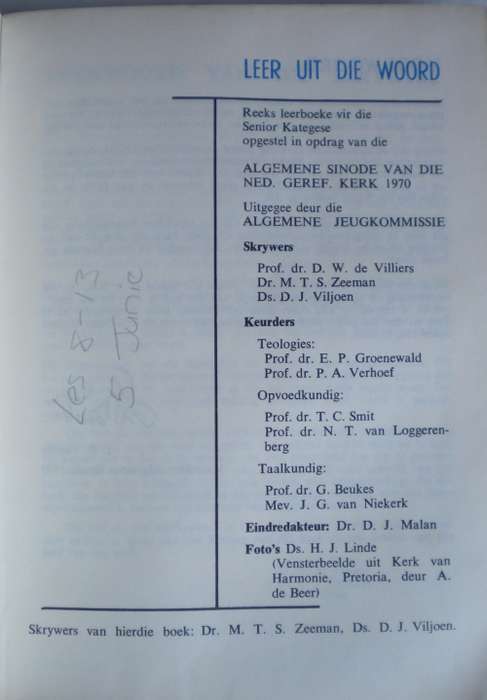 LEER UIT DIE WOORD
Reeks leerboeke vir die
Senior Kategese
opgestel in opdrag van die
ALGEMENE SINODE VAN DIE
NED. GEREF. KERK 1970
Uitgegee deur die
ALGEMENE JEUGKOMMISSIE
Skrywers
Prof. dr. D. W. de Villiers
Dr. M. T. S. Zeeman
Ds. D. J. Viljoen
Keurders
Teologies:
Prof. dr. E. P. Groenewald
Prof. dr. P. A. Verhoef
Opvoedkundig:
Prof. dr. T. C. Smit
Prof. dr. N. T. van Loggeren-
berg
Taalkundig:
Prof. dr. G. Beukes
Mev. J. G. van Niekerk
Eindredakteur: Dr. D. J. Malan
Foto's Ds. H. J. Linde
(Vensterbeelde uit Kerk van
Harmonie, Pretoria, deur A.
de Beer)
Skrywers van hierdie boek: Dr. M. T. S. Zeeman, Ds. D. J. Viljoen.
Les 8-13
5 Junie